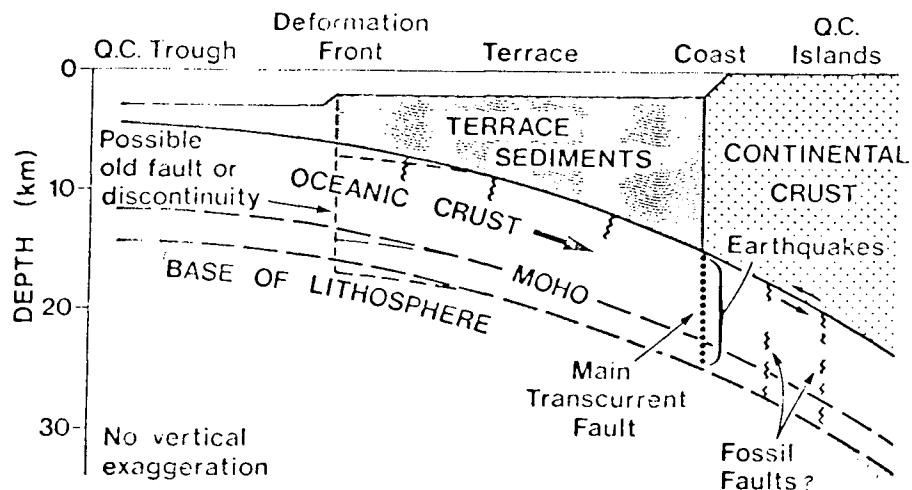 Deformation
Q.C.
Q.C. Trough
Front
Terrace
Coast
Islands
0
Possible
old fault or
discontinuity
TERRACE
SEDIMENTS
CONTINENTAL
CRUST
10
OCEANIC CRUST
Earthquakes
DEPTH (km)
MOHO
BASE OF LITHOSPHERE
20
Main
Transcurrent
Fault
30
No vertical
exaggeration
Fossil
Faults?